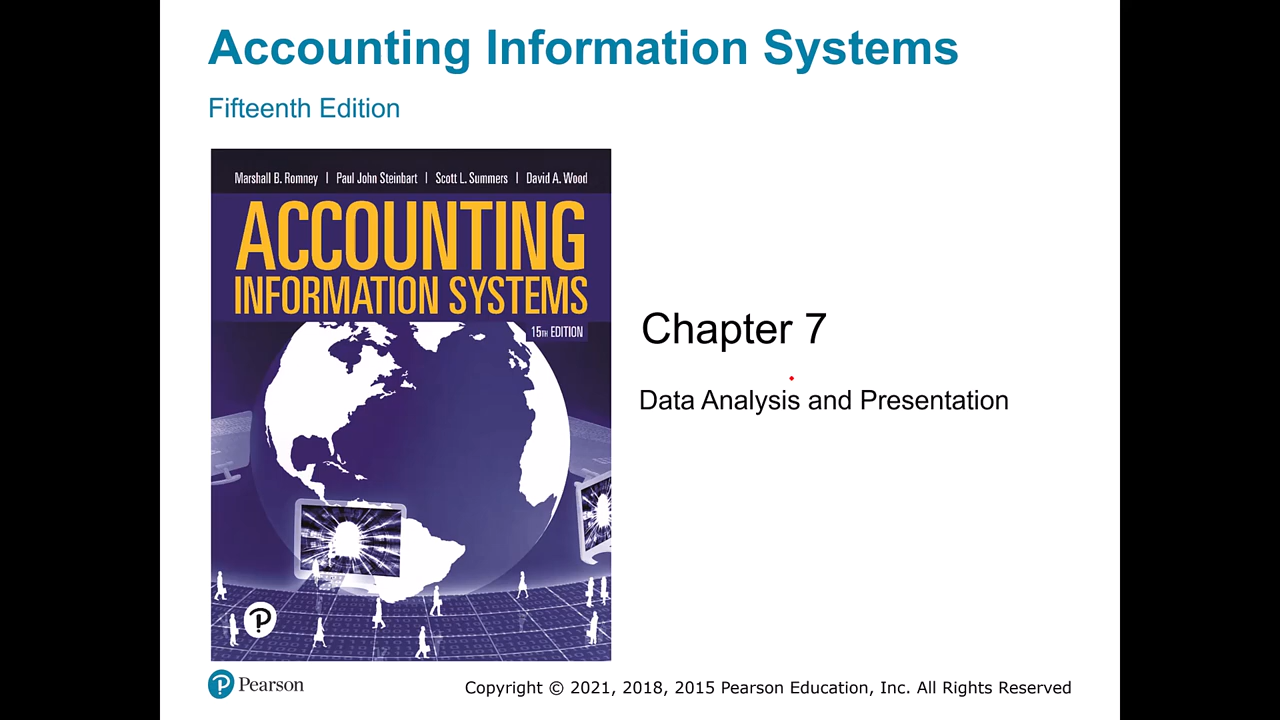 Accounting Information Systems
Fifteenth Edition
Marshall B. Romney | Paul John Steinbart | Scott L. Summers | David A. Wood
ACCOUNTING
INFORMATION SYSTEMS
15TH EDITION
Chapter 7
Data Analysis and Presentation
P
P Pearson
Copyright © 2021, 2018, 2015 Pearson Education, Inc. All Rights Reserved